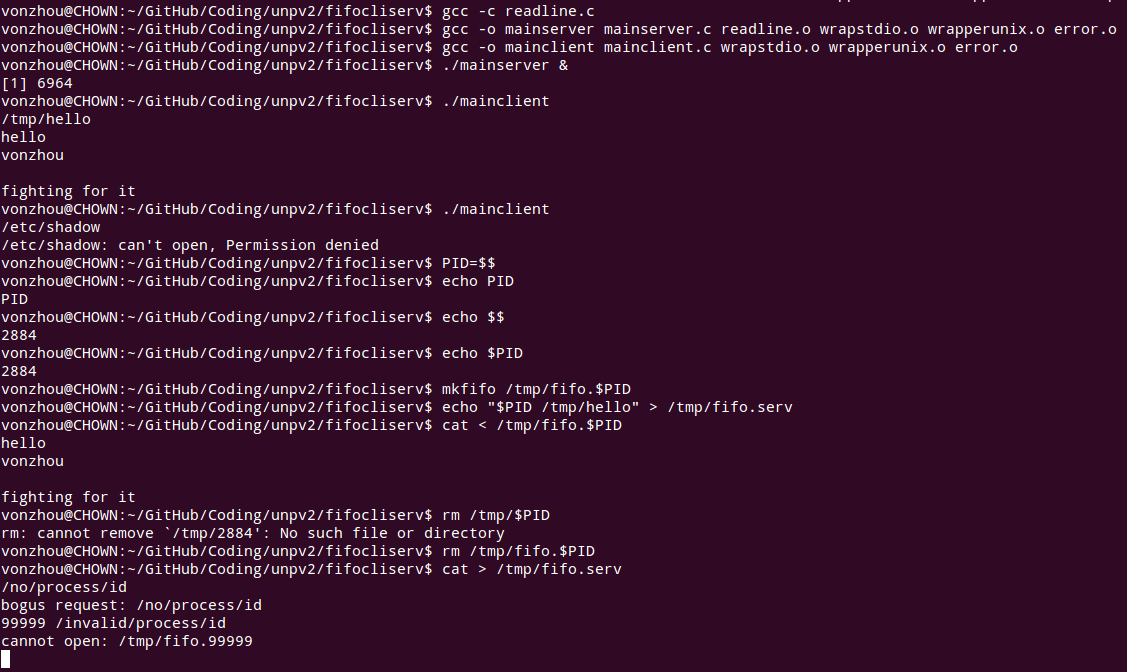 vonzhou@CHOWN:~/GitHub/Coding/unpv2/fifocliserv$ gcc -c readline.c
vonzhou@CHOWN:~/GitHub/Coding/unpv2/fifocliserv$ gcc -o mainserver mainserver.c readline.o wrapstdio.o wrapperunix.o error.o
vonzhou@CHOWN:~/GitHub/Coding/unpv2/fifocliserv$ gcc -o mainclient mainclient.c wrapstdio.o wrapperunix.o error.o
vonzhou@CHOWN:~/GitHub/Coding/unpv2/fifocliserv$ ./mainserver &
[1] 6964
vonzhou@CHOWN:~/GitHub/Coding/unpv2/fifocliserv$ ./mainclient
/tmp/hello
hello
vonzhou

fighting for it
vonzhou@CHOWN:~/GitHub/Coding/unpv2/fifocliserv$ ./mainclient
/etc/shadow
/etc/shadow: can't open, Permission denied
vonzhou@CHOWN:~/GitHub/Coding/unpv2/fifocliserv$ PID=$$
vonzhou@CHOWN:~/GitHub/Coding/unpv2/fifocliserv$ echo PID
PID
vonzhou@CHOWN:~/GitHub/Coding/unpv2/fifocliserv$ echo $$
2884
vonzhou@CHOWN:~/GitHub/Coding/unpv2/fifocliserv$ echo $PID
2884
vonzhou@CHOWN:~/GitHub/Coding/unpv2/fifocliserv$ mkfifo /tmp/fifo.$PID
vonzhou@CHOWN:~/GitHub/Coding/unpv2/fifocliserv$ echo "$PID /tmp/hello" > /tmp/fifo.serv
vonzhou@CHOWN:~/GitHub/Coding/unpv2/fifocliserv$ cat < /tmp/fifo.$PID
hello
vonzhou

fighting for it
vonzhou@CHOWN:~/GitHub/Coding/unpv2/fifocliserv$ rm /tmp/$PID
rm: cannot remove `/tmp/2884': No such file or directory
vonzhou@CHOWN:~/GitHub/Coding/unpv2/fifocliserv$ rm /tmp/fifo.$PID
vonzhou@CHOWN:~/GitHub/Coding/unpv2/fifocliserv$ cat > /tmp/fifo.serv
/no/process/id
bogus request: /no/process/id
99999 /invalid/process/id
cannot open: /tmp/fifo.99999